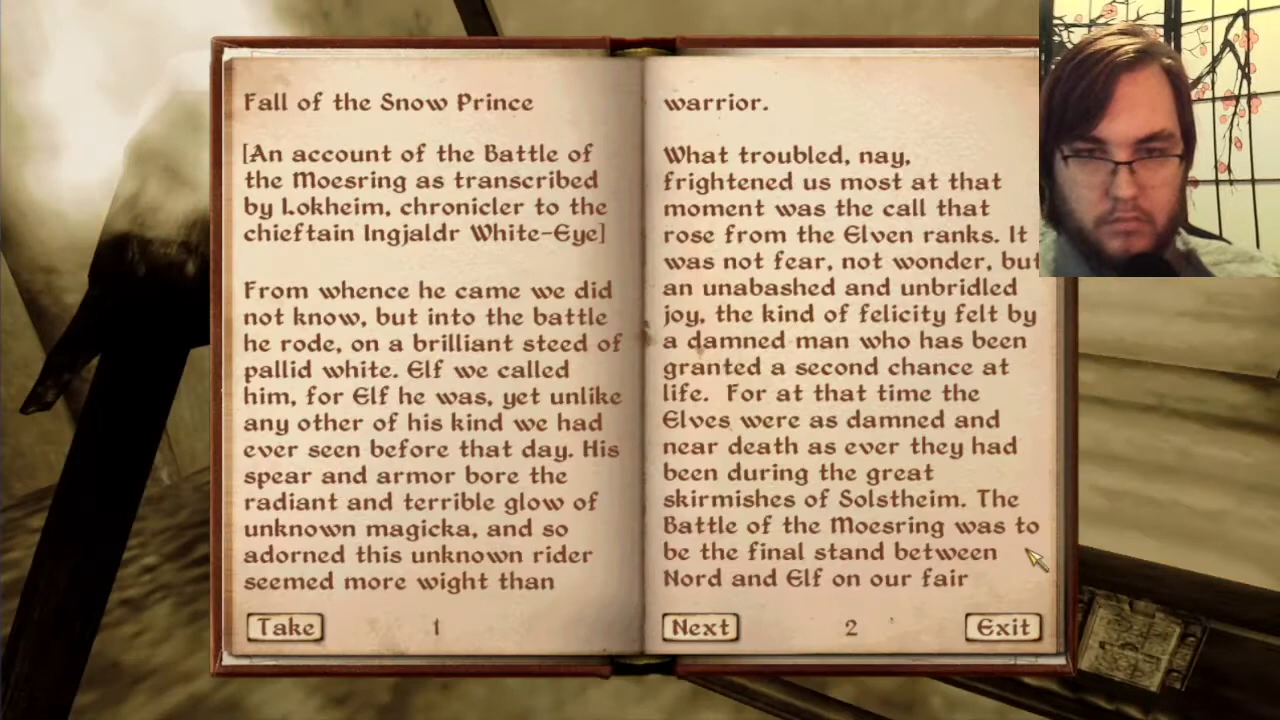 Fall of the Snow Prince
[An account of the Battle of
the Moesring as transcribed
by Lokheim, chronicler to the
chieftain Ingjaldr White-Eye]
From whence he came we did
not know, but into the battle
he rode, on a brilliant steed of
pallid white. Elf we called
him, for Elf he was, yet unlike
any other of his kind we had
ever seen before that day. His
spear and armor bore the
radiant and terrible glow of
unknown magicka, and so
adorned this unknown rider
seemed more wight than
Take
1
warrior.
What troubled, nay,
frightened us most at that
moment was the call that
rose from the Elven ranks. It
was not fear, not wonder, but
an unabashed and unbridled
joy, the kind of felicity felt by
a damned man who has been
granted a second chance at
life. For at that time the
Elves were as damned and
near death as ever they had
been during the great
skirmishes of Solstheim. The
Battle of the Moesring was to
be the final stand between
Nord and Elf on our fair
Next
2
Exit